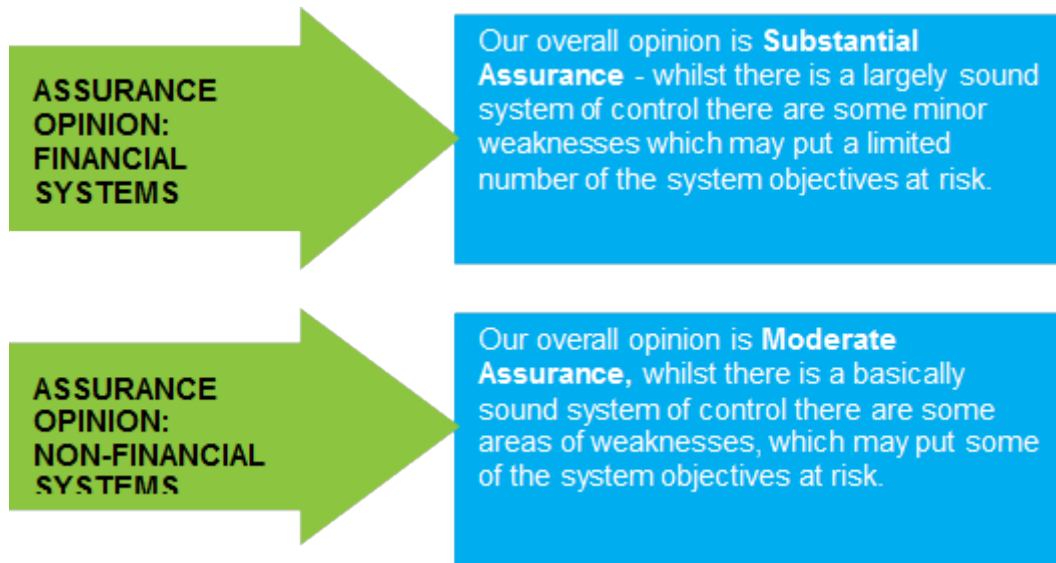 ASSURANCE
OPINION:
FINANCIAL
SYSTEMS
Our overall opinion is Substantial
Assurance - whilst there is a largely sound
system of control there are some minor
weaknesses which may put a limited
number of the system objectives at risk.
ASSURANCE
OPINION:
NON-FINANCIAL
SYSTEMS
Our overall opinion is Moderate
Assurance, whilst there is a basically
sound system of control there are some
areas of weaknesses, which may put some
of the system objectives at risk.